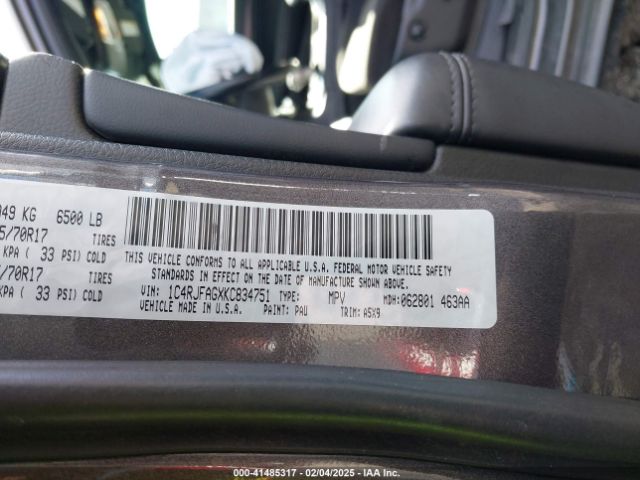 049 KG 6500 LB
5/70R17 TIRES
KPA ( 33 PSI) COLD
/70R17 TIRES
KPA ( 33 PSI) COLD
THIS VEHICLE CONFORMS TO ALL APPLICABLE U.S.A. FEDERAL MOTOR VEHICLE SAFETY
STANDARDS IN EFFECT ON THE DATE OF MANUFACTURE SHOWN ABOVE.
VIN: 1C4RJFAGXKC834751 TYPE: MPV MDH: 062801 463AA
VEHICLE MADE IN U.S.A. PAINT: PAU TRIM: A5X9
00-41485317 - 02/04/2025 - IAA Inc.